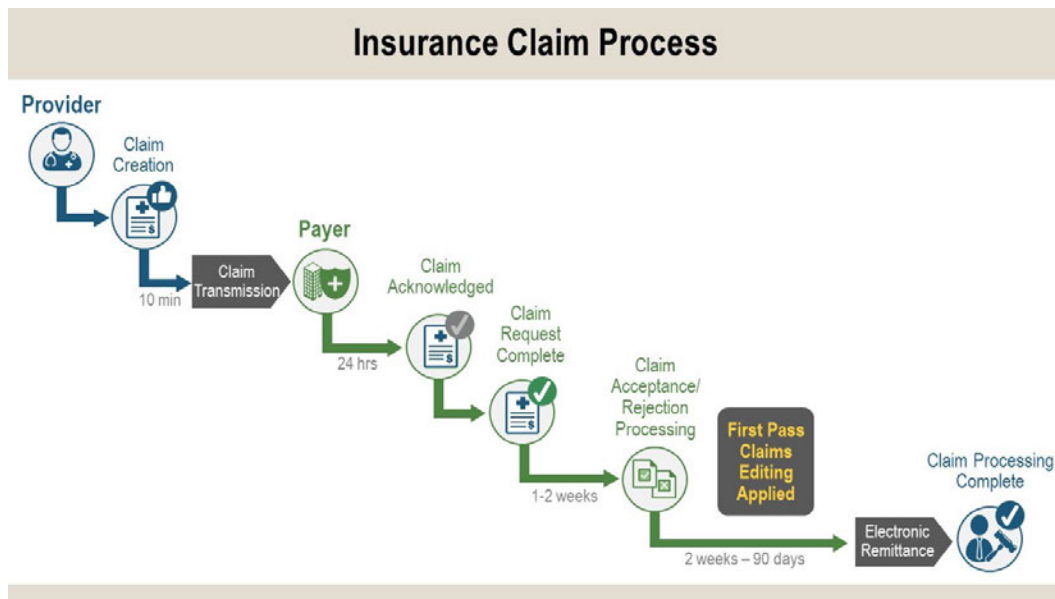 Insurance Claim Process
Provider
Claim
Creation
10 min
Claim
Transmission
Payer
24 hrs
Claim
Acknowledged
Claim
Request
Complete
1-2 weeks
Claim
Acceptance/
Rejection
Processing
First Pass
Claims
Editing
Applied
2 weeks – 90 days
Electronic
Remittance
Claim Processing
Complete